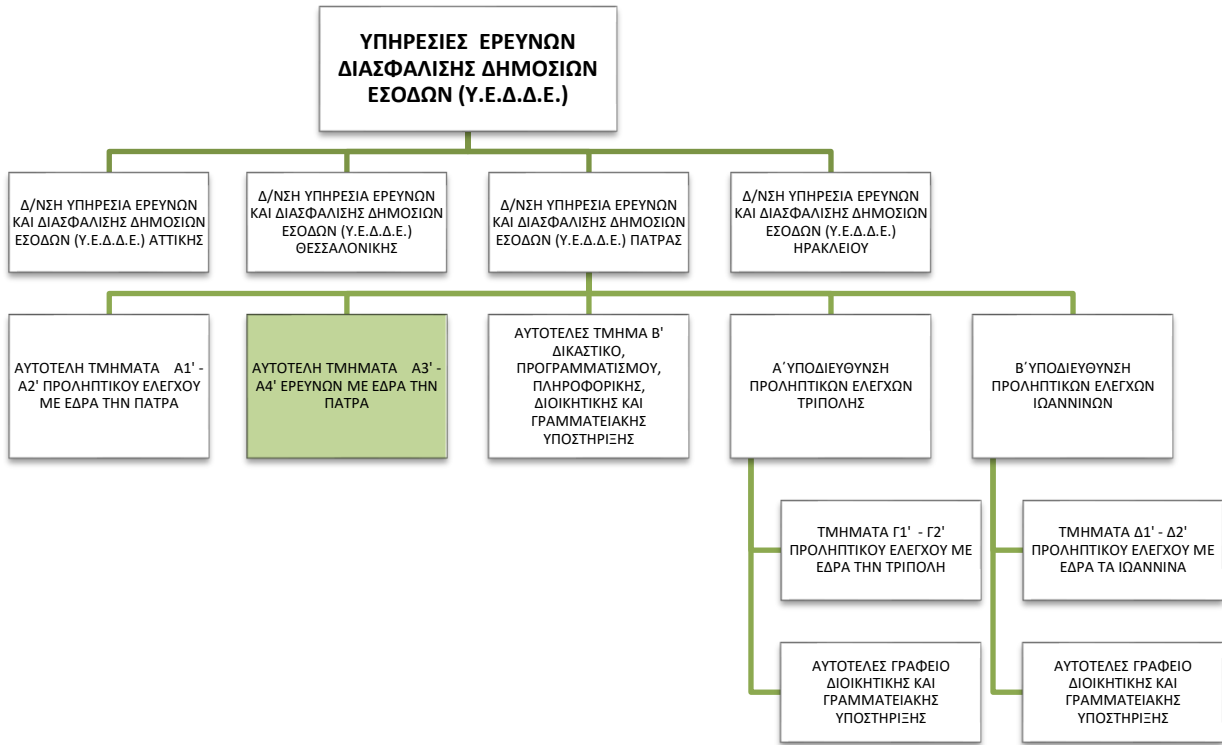 ΥΠΗΡΕΣΙΕΣ ΕΡΕΥΝΩΝ
ΔΙΑΣΦΑΛΙΣΗΣ ΔΗΜΟΣΙΩΝ
ΕΣΟΔΩΝ (Υ.Ε.Δ.Δ.Ε.)
Δ/ΝΣΗ ΥΠΗΡΕΣΙΑ ΕΡΕΥΝΩΝ
ΚΑΙ ΔΙΑΣΦΑΛΙΣΗΣ ΔΗΜΟΣΙΩΝ
ΕΣΟΔΩΝ (Υ.Ε.Δ.Δ.Ε.) ΑΤΤΙΚΗΣ
Δ/ΝΣΗ ΥΠΗΡΕΣΙΑ ΕΡΕΥΝΩΝ
ΚΑΙ ΔΙΑΣΦΑΛΙΣΗΣ ΔΗΜΟΣΙΩΝ
ΕΣΟΔΩΝ (Υ.Ε.Δ.Δ.Ε.)
ΘΕΣΣΑΛΟΝΙΚΗΣ
Δ/ΝΣΗ ΥΠΗΡΕΣΙΑ ΕΡΕΥΝΩΝ
ΚΑΙ ΔΙΑΣΦΑΛΙΣΗΣ ΔΗΜΟΣΙΩΝ
ΕΣΟΔΩΝ (Υ.Ε.Δ.Δ.Ε.) ΠΑΤΡΑΣ
Δ/ΝΣΗ ΥΠΗΡΕΣΙΑ ΕΡΕΥΝΩΝ
ΚΑΙ ΔΙΑΣΦΑΛΙΣΗΣ ΔΗΜΟΣΙΩΝ
ΕΣΟΔΩΝ (Υ.Ε.Δ.Δ.Ε.)
ΗΡΑΚΛΕΙΟΥ
ΑΥΤΟΤΕΛΗ ΤΜΗΜΑΤΑ Α1' -
Α2' ΠΡΟΛΗΠΤΙΚΟΥ ΕΛΕΓΧΟΥ
ΜΕ ΕΔΡΑ ΤΗΝ ΠΑΤΡΑ
ΑΥΤΟΤΕΛΗ ΤΜΗΜΑΤΑ Α3' -
Α4' ΕΡΕΥΝΩΝ ΜΕ ΕΔΡΑ ΤΗΝ
ΠΑΤΡΑ
ΑΥΤΟΤΕΛΕΣ ΤΜΗΜΑ Β'
ΔΙΚΑΣΤΙΚΟ,
ΠΡΟΓΡΑΜΜΑΤΙΣΜΟΥ,
ΠΛΗΡΟΦΟΡΙΚΗΣ,
ΔΙΟΙΚΗΤΙΚΗΣ ΚΑΙ
ΓΡΑΜΜΑΤΕΙΑΚΗΣ
ΥΠΟΣΤΗΡΙΞΗΣ
Α΄ΥΠΟΔΙΕΥΘΥΝΣΗ
ΠΡΟΛΗΠΤΙΚΩΝ ΕΛΕΓΧΩΝ
ΤΡΙΠΟΛΗΣ
Β΄ΥΠΟΔΙΕΥΘΥΝΣΗ
ΠΡΟΛΗΠΤΙΚΩΝ ΕΛΕΓΧΩΝ
ΙΩΑΝΝΙΝΩΝ
ΤΜΗΜΑΤΑ Γ1' - Γ2'
ΠΡΟΛΗΠΤΙΚΟΥ ΕΛΕΓΧΟΥ ΜΕ
ΕΔΡΑ ΤΗΝ ΤΡΙΠΟΛΗ
ΤΜΗΜΑΤΑ Δ1' - Δ2'
ΠΡΟΛΗΠΤΙΚΟΥ ΕΛΕΓΧΟΥ ΜΕ
ΕΔΡΑ ΤΑ ΙΩΑΝΝΙΝΑ
ΑΥΤΟΤΕΛΕΣ ΓΡΑΦΕΙΟ
ΔΙΟΙΚΗΤΙΚΗΣ ΚΑΙ
ΓΡΑΜΜΑΤΕΙΑΚΗΣ
ΥΠΟΣΤΗΡΙΞΗΣ
ΑΥΤΟΤΕΛΕΣ ΓΡΑΦΕΙΟ
ΔΙΟΙΚΗΤΙΚΗΣ ΚΑΙ
ΓΡΑΜΜΑΤΕΙΑΚΗΣ
ΥΠΟΣΤΗΡΙΞΗΣ